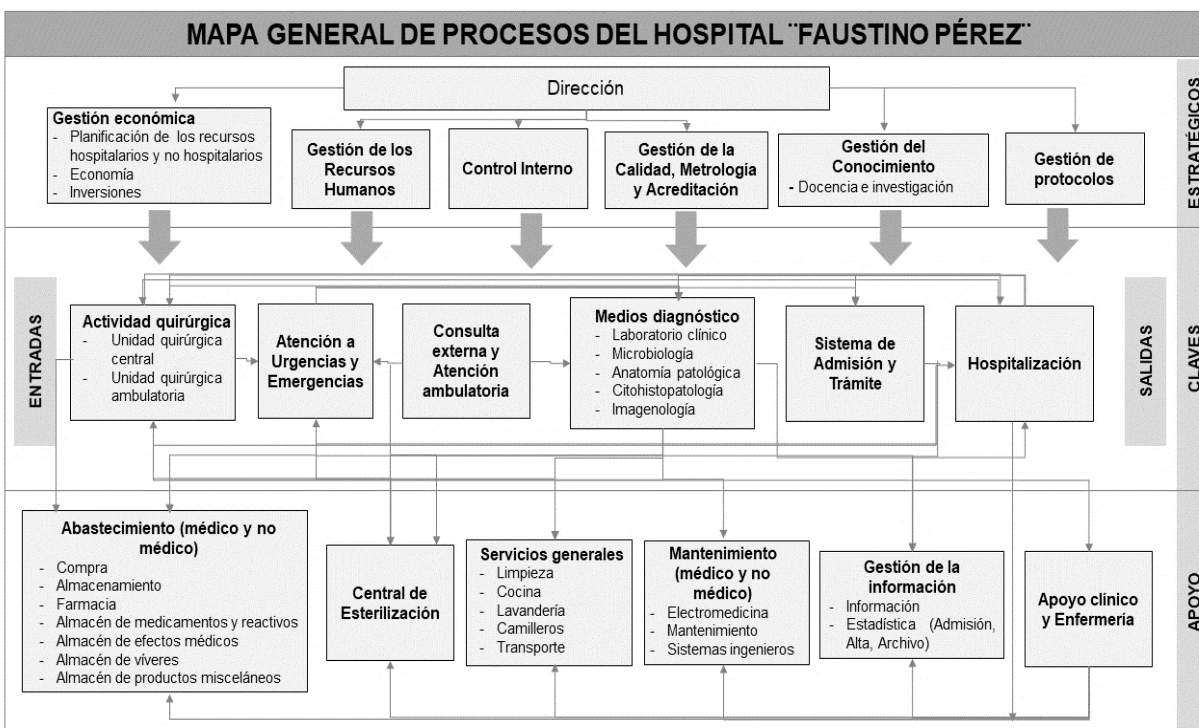 MAPA GENERAL DE PROCESOS DEL HOSPITAL ¨FAUSTINO PÉREZ¨
Dirección
Gestión económica
- Planificación de los recursos
hospitalarios y no hospitalarios
- Economía
- Inversiones
Gestión de los
Recursos
Humanos
Control Interno
Gestión de la
Calidad, Metrología
y Acreditación
Gestión del
Conocimiento
- Docencia e investigación
Gestión de
protocolos
ESTRATÉGICOS
ENTRADAS
Actividad quirúrgica
- Unidad quirúrgica
central
- Unidad quirúrgica
ambulatoria
Atención a
Urgencias y
Emergencias
Consulta
externa y
Atención
ambulatoria
Medios diagnóstico
- Laboratorio clínico
- Microbiología
- Anatomía patológica
- Citohistopatología
- Imagenología
Sistema de
Admisión y
Trámite
Hospitalización
SALIDAS
CLAVES
Abastecimiento (médico y no
médico)
- Compra
- Almacenamiento
- Farmacia
- Almacén de medicamentos y reactivos
- Almacén de efectos médicos
- Almacén de víveres
- Almacén de productos misceláneos
Central de
Esterilización
Servicios generales
- Limpieza
- Cocina
- Lavandería
- Camilleros
- Transporte
Mantenimiento
(médico y no
médico)
- Electromedicina
- Mantenimiento
- Sistemas ingenieros
Gestión de la
información
- Información
- Estadística (Admisión,
Alta, Archivo)
Apoyo clínico
y Enfermería
APOYO